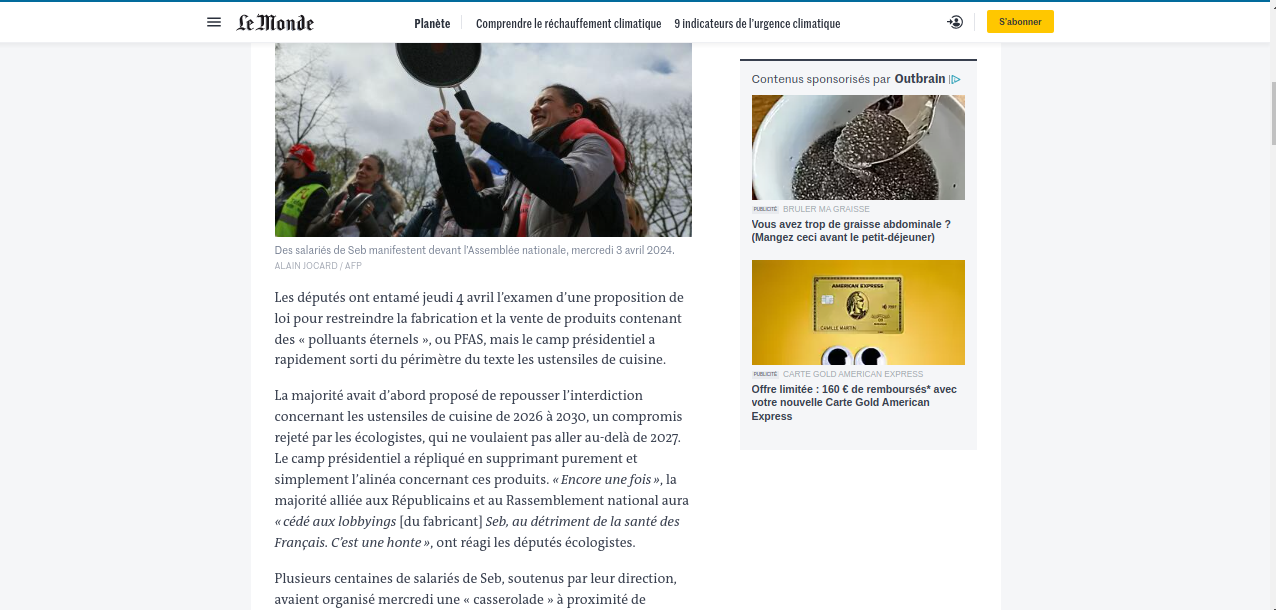 Le Monde
Planète
Comprendre le réchauffement climatique
9 indicateurs de l'urgence climatique
S'abonner
Des salariés de Seb manifestent devant l'Assemblée nationale, mercredi 3 avril 2024.
ALAIN JOCARD / AFP
Les députés ont entamé jeudi 4 avril l'examen d'une proposition de
loi pour restreindre la fabrication et la vente de produits contenant
des « polluants éternels », ou PFAS, mais le camp présidentiel a
rapidement sorti du périmètre du texte les ustensiles de cuisine.
La majorité avait d'abord proposé de repousser l'interdiction
concernant les ustensiles de cuisine de 2026 à 2030, un compromis
rejeté par les écologistes, qui ne voulaient pas aller au-delà de 2027.
Le camp présidentiel a répliqué en supprimant purement et
simplement l'alinéa concernant ces produits. « Encore une fois », la
majorité alliée aux Républicains et au Rassemblement national aura
« cédé aux lobbyings [du fabricant] Seb, au détriment de la santé des
Français. C'est une honte », ont réagi les députés écologistes.
Plusieurs centaines de salariés de Seb, soutenus par leur direction,
avaient organisé mercredi une « casserolade » à proximité de
Contenus sponsorisés par Outbrain
PUBLICITÉ BRULER MA GRAISSE
Vous avez trop de graisse abdominale ?
(Mangez ceci avant le petit-déjeuner)
AMERICAN EXPRESS
CAMILLE MARTIN
PUBLICITÉ CARTE GOLD AMERICAN EXPRESS
Offre limitée : 160 € de remboursés* avec
votre nouvelle Carte Gold American
Express